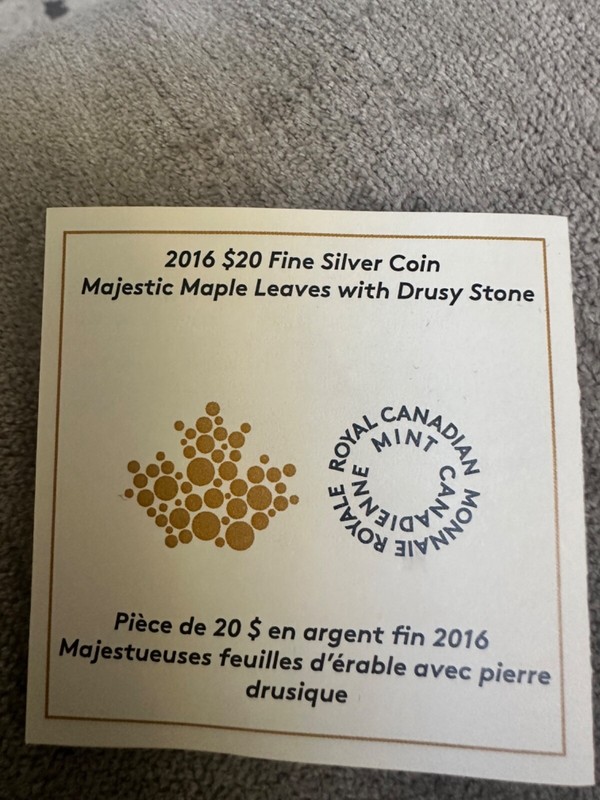 2016 $20 Fine Silver Coin
Majestic Maple Leaves with Drusy Stone
ROYAL CANADIAN MINT
MONNAIE ROYALE CANADIENNE
Pièce de 20 $ en argent fin 2016
Majestueuses feuilles d'érable avec pierre
drusique